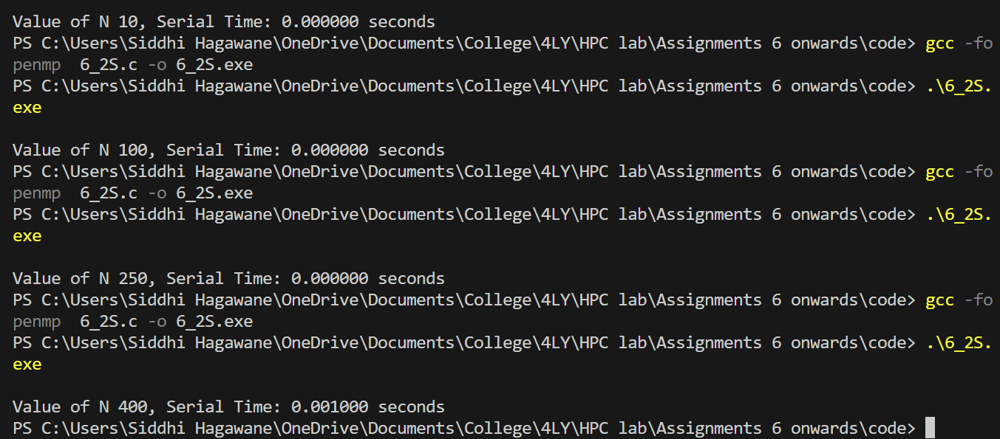 Value of N 10, Serial Time: 0.000000 seconds
PS C:\Users\Siddhi Hagawane\OneDrive\Documents\College\4LY\HPC lab\Assignments 6 onwards\code> gcc -fo
penmp  6_2S.c -o 6_2S.exe
PS C:\Users\Siddhi Hagawane\OneDrive\Documents\College\4LY\HPC lab\Assignments 6 onwards\code> .\6_2S.
exe
Value of N 100, Serial Time: 0.000000 seconds
PS C:\Users\Siddhi Hagawane\OneDrive\Documents\College\4LY\HPC lab\Assignments 6 onwards\code> gcc -fo
penmp  6_2S.c -o 6_2S.exe
PS C:\Users\Siddhi Hagawane\OneDrive\Documents\College\4LY\HPC lab\Assignments 6 onwards\code> .\6_2S.
exe
Value of N 250, Serial Time: 0.000000 seconds
PS C:\Users\Siddhi Hagawane\OneDrive\Documents\College\4LY\HPC lab\Assignments 6 onwards\code> gcc -fo
penmp  6_2S.c -o 6_2S.exe
PS C:\Users\Siddhi Hagawane\OneDrive\Documents\College\4LY\HPC lab\Assignments 6 onwards\code> .\6_2S.
exe
Value of N 400, Serial Time: 0.001000 seconds
PS C:\Users\Siddhi Hagawane\OneDrive\Documents\College\4LY\HPC lab\Assignments 6 onwards\code>